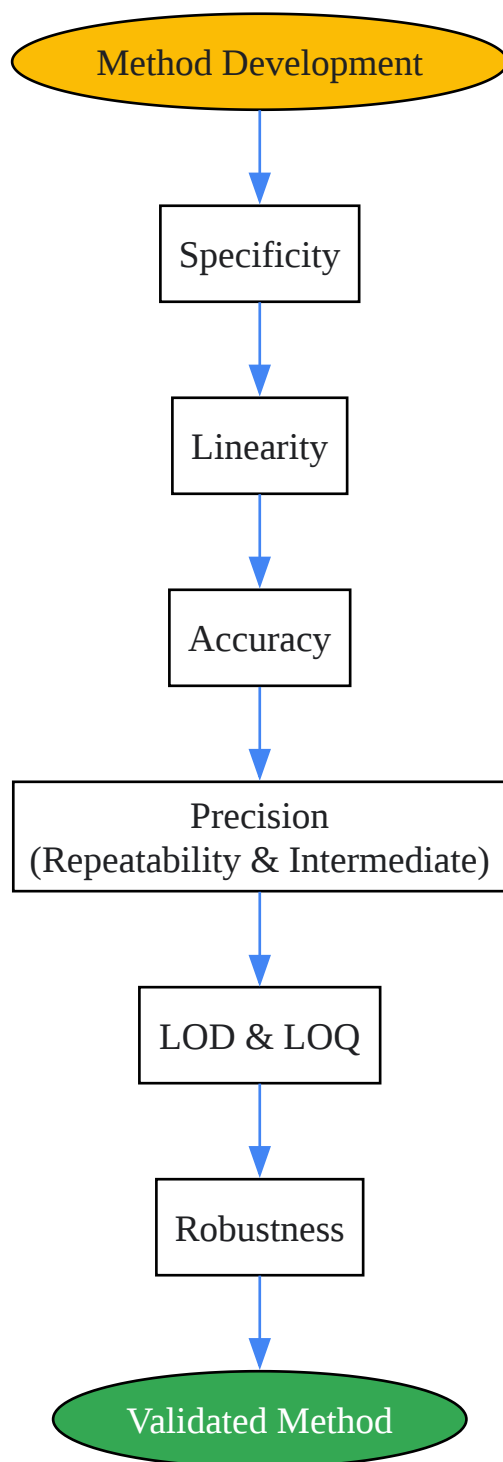 Method Development
Specificity
Linearity
Accuracy
Precision
(Repeatability & Intermediate)
LOD & LOQ
Robustness
Validated Method